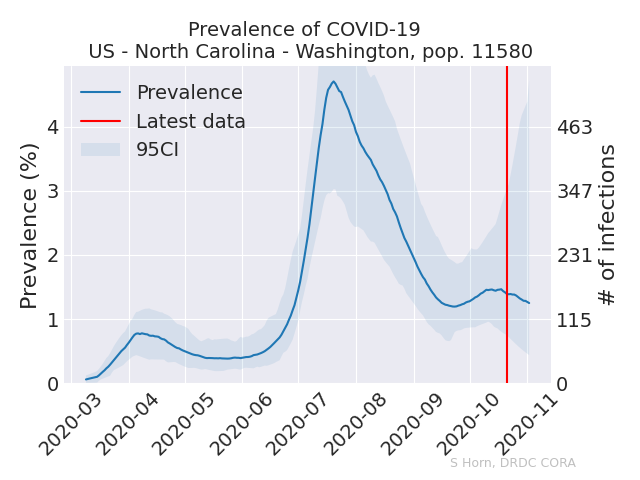 Prevalence of COVID-19
US - North Carolina - Washington, pop. 11580
Prevalence
Latest data
95CI
Prevalence (%)
4
3
2
1
0
463
347
231
115
0
# of infections
2020-03
2020-04
2020-05
2020-06
2020-07
2020-08
2020-09
2020-10
2020-11
S Horn, DRDC CORA